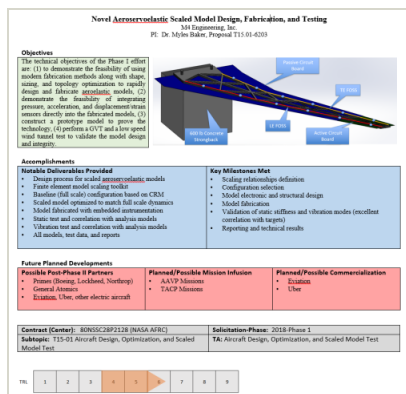 Novel Aeroservoelastic Scaled Model Design, Fabrication, and Testing
M4 Engineering, Inc.
PI: Dr. Myles Baker, Proposal T15.01-6203
Objectives
The technical objectives of the Phase I effort
are: (1) to demonstrate the feasibility of using
modern fabrication methods along with shape,
sizing, and topology optimization to rapidly
design and fabricate aeroelastic models, (2)
demonstrate the feasibility of integrating
pressure, acceleration, and displacement/strain
sensors directly into the fabricated models, (3)
construct a prototype model to prove the
technology, (4) perform a GVT and a low speed
wind tunnel test to validate the model design
and integrity.
Passive Circuit
Board
TE FOSS
LE FOSS
Active Circuit
Board
Concrete
Strongback
Accomplishments
Notable Deliverables Provided
• Design process for scaled aeroservoelastic models
• Finite element model scaling toolkit
• Baseline (full scale) configuration based on CRM
• Scaled model optimized to match full scale dynamics
• Model fabricated with embedded instrumentation
• Static test and correlation with analysis models
• Vibration test and correlation with analysis models
• All models, test data, and reports
Key Milestones Met
• Scaling relationships definition
• Configuration selection
• Model electronic and structural design
• Model fabrication
• Validation of static stiffness and vibration modes (excellent
correlation with targets)
• Reporting and technical results
Future Planned Developments
Possible Post-Phase II Partners
• Primes (Boeing, Lockheed, Northrop)
• General Atomics
• Eviation, Uber, other electric aircraft
Planned/Possible Mission Infusion
• AAVP Missions
• TACP Missions
Planned/Possible Commercialization
• Eviation
• Uber
Contract (Center): 80NSSC28P2128 (NASA AFRC)
Solicitation-Phase: 2018-Phase 1
Subtopic: T15-01 Aircraft Design, Optimization, and Scaled
Model Test
TA: Aircraft Design, Optimization, and Scaled Model Test
TRL 1 2 3 4 5 6 7 8 9